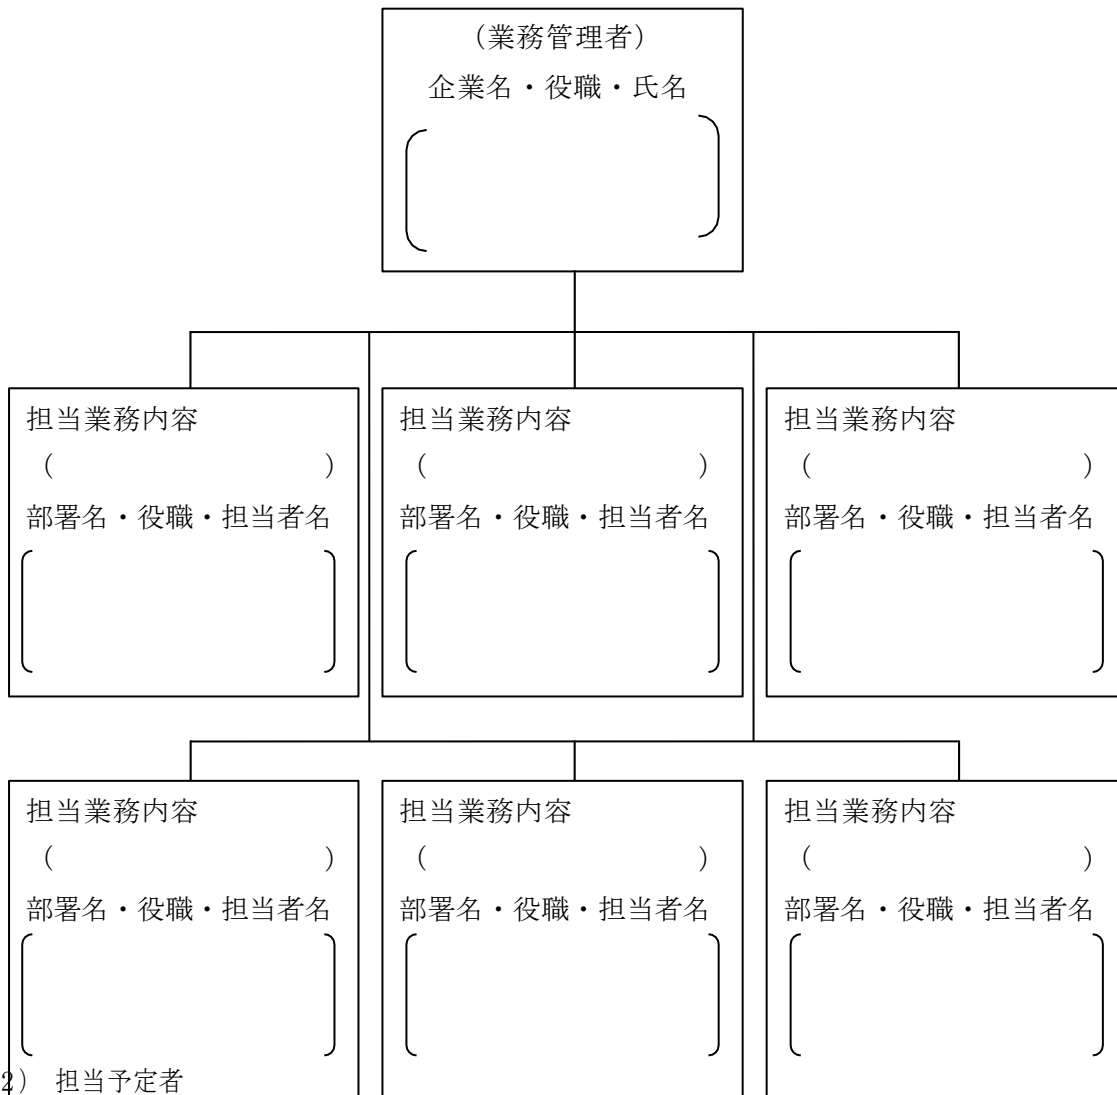 （業務管理者）
企業名・役職・氏名
担当業務内容
（　　　　　　　　　）
部署名・役職・担当者名
担当業務内容
（　　　　　　　　　）
部署名・役職・担当者名
担当業務内容
（　　　　　　　　　）
部署名・役職・担当者名
担当業務内容
（　　　　　　　　　）
部署名・役職・担当者名
担当業務内容
（　　　　　　　　　）
部署名・役職・担当者名
担当業務内容
（　　　　　　　　　）
部署名・役職・担当者名
2）　担当予定者